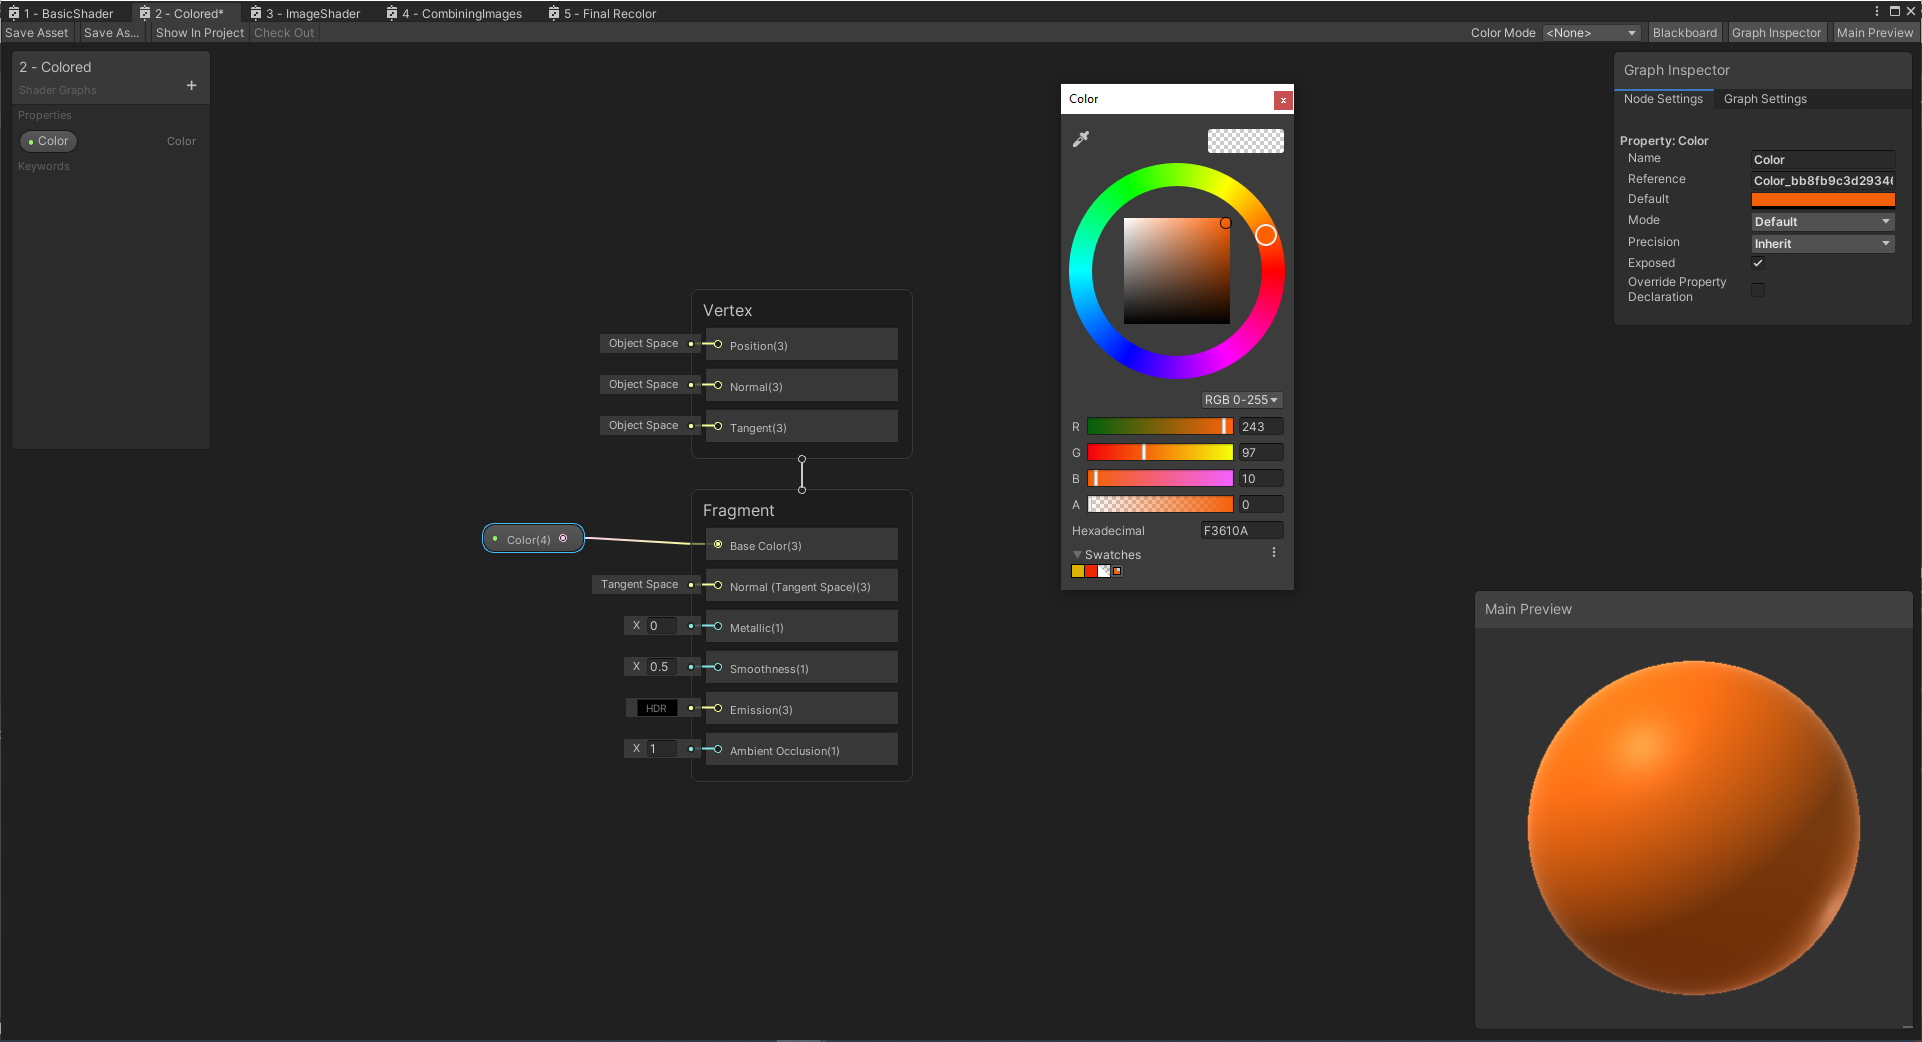 1 - BasicShader
2 - Colored*
3 - ImageShader
4 - CombiningImages
5 - Final Recolor
Save Asset
Save As...
Show In Project
Check Out
Color Mode
<None>
Blackboard
Graph Inspector
Main Preview
2 - Colored
Shader Graphs
+
Properties
Color
Color
Keywords
Vertex
Object Space
Position(3)
Object Space
Normal(3)
Object Space
Tangent(3)
Fragment
Color(4)
Base Color(3)
Tangent Space
Normal (Tangent Space)(3)
X 0
Metallic(1)
X 0.5
Smoothness(1)
HDR
Emission(3)
X 1
Ambient Occlusion(1)
Color
x
RGB 0-255
R 243
G 97
B 10
A 0
Hexadecimal F3610A
Swatches
Graph Inspector
Node Settings
Graph Settings
Property: Color
Name Color
Reference Color_bb8fb9c3d2934
Default
Mode Default
Precision Inherit
Exposed
Override Property
Declaration
Main Preview